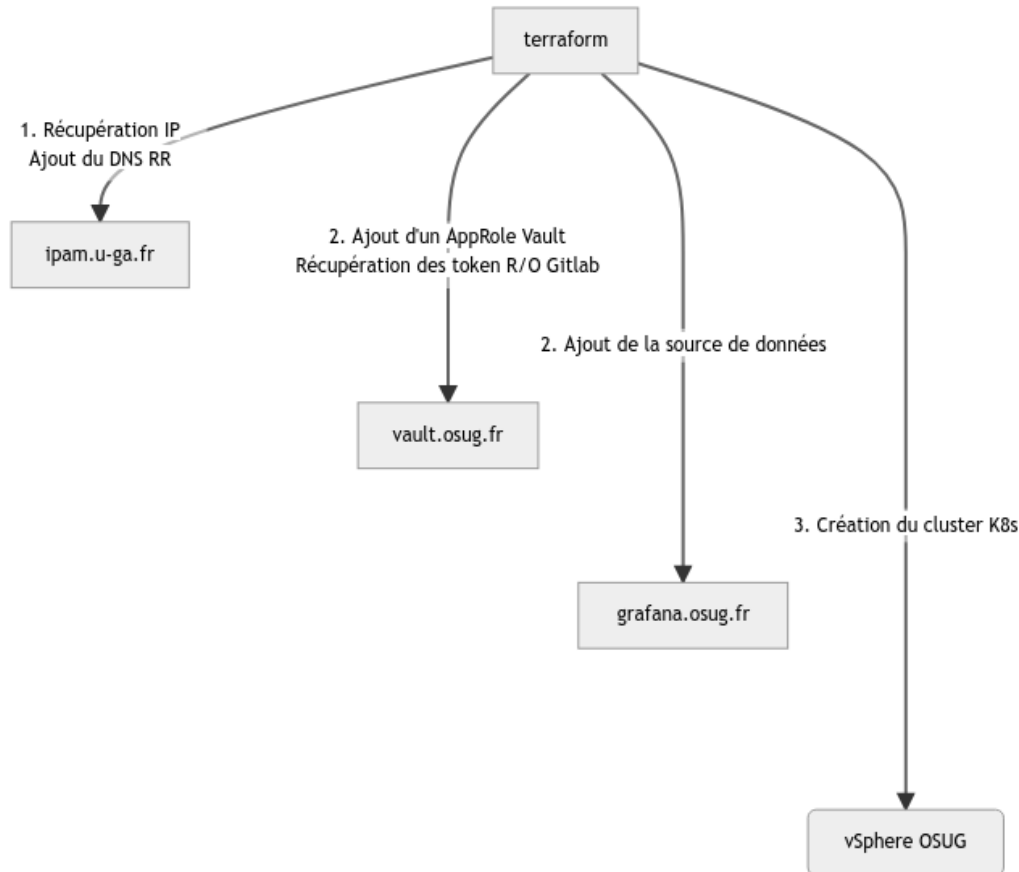 terraform
1. Récupération IP
Ajout du DNS RR
ipam.u-ga.fr
2. Ajout d'un AppRole Vault
Récupération des token R/O Gitlab
2. Ajout de la source de données
vault.osug.fr
3. Création du cluster K8s
grafana.osug.fr
vSphere OSUG